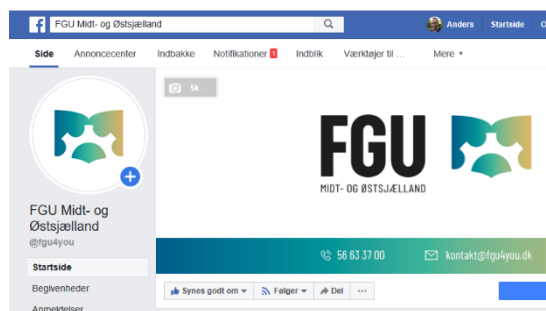 FGU Midt- og Østsjælland
Anders
Startside
Side
Annoncecenter
Indbakke
Notifikationer 1
Indblik
Værktøjer til ...
Mere
Sk
FGU
MIDT- OG ØSTSJÆLLAND
56 63 37 00
kontakt@fgu4you.dk
FGU Midt- og
Østsjælland
@fgu4you
Startside
Begivenheder
Anmeldelser
Synes godt om
Følger
Del